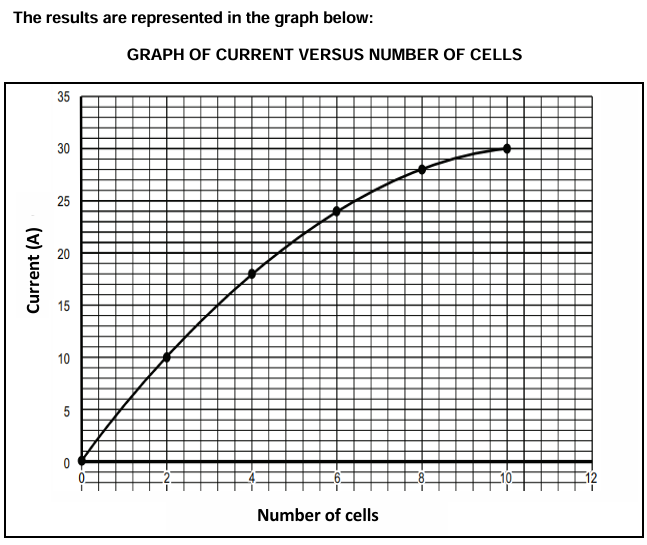 The results are represented in the graph below:
GRAPH OF CURRENT VERSUS NUMBER OF CELLS
35
30
25
20
15
10
5
0
Current (A)
0 2 4 6 8 10 12
Number of cells